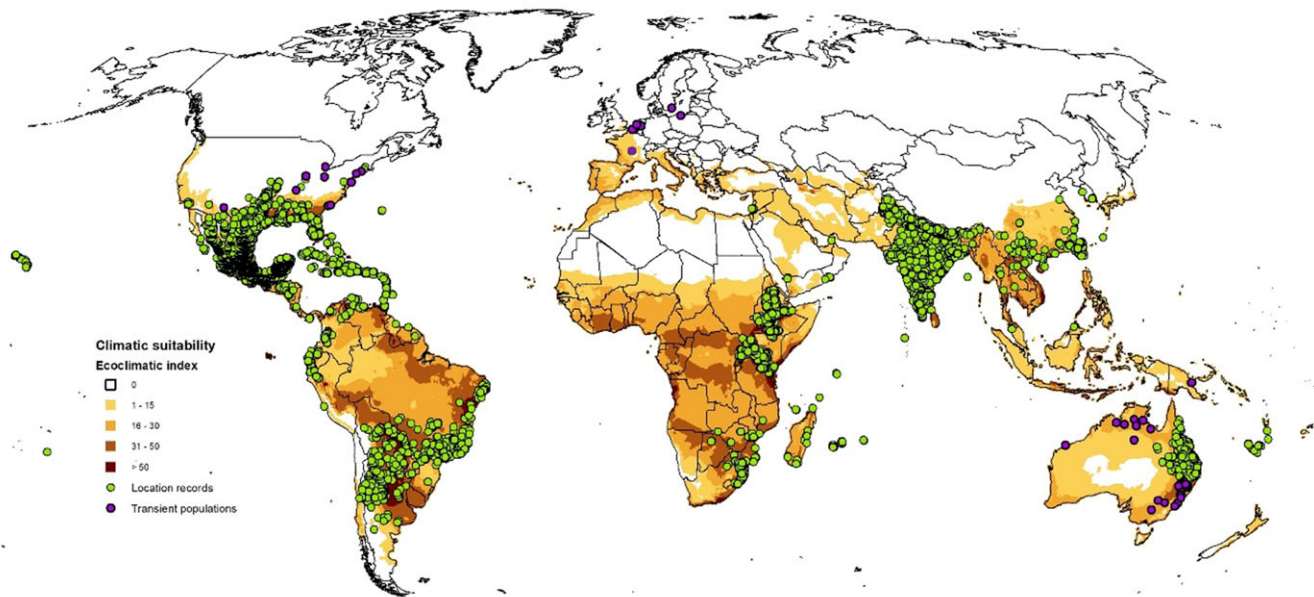 Climatic suitability
Ecoclimatic index
0
1 - 15
16 - 30
31 - 50
> 50
Location records
Transient populations